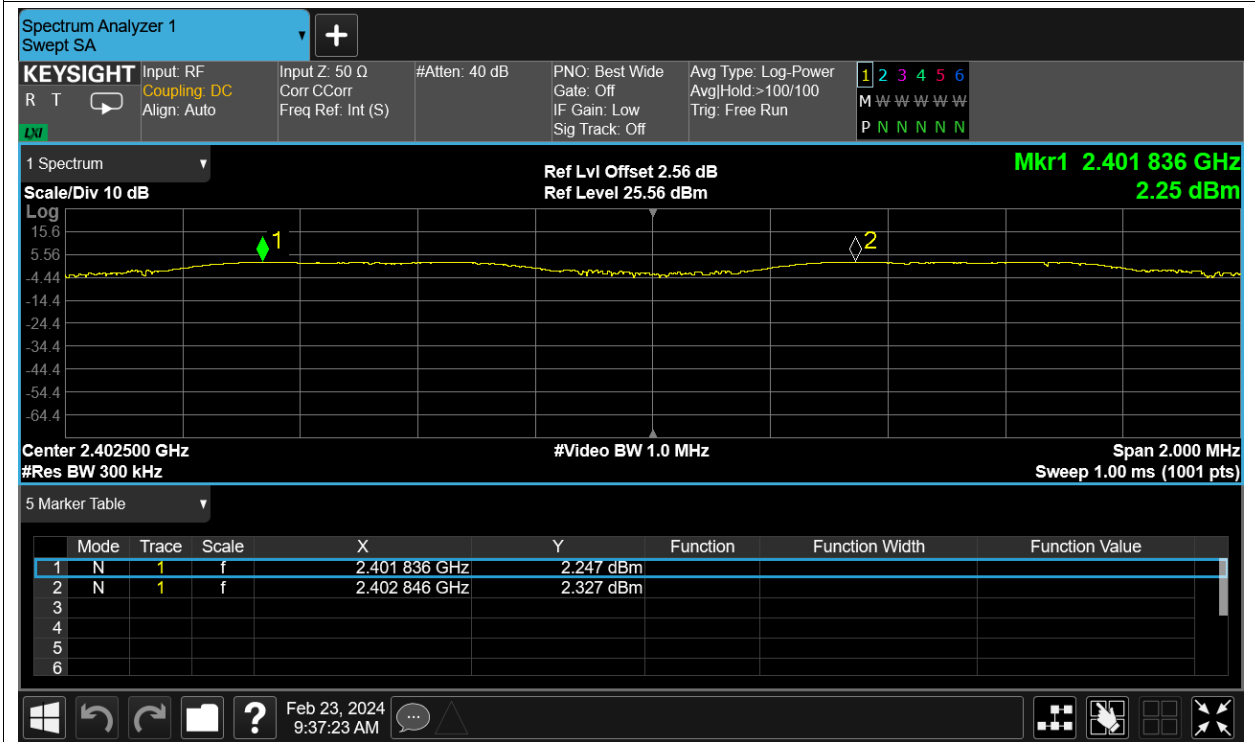 Spectrum Analyzer 1
Swept SA
+
KEYSIGHT Input: RF Input Z: 50 Ω #Atten: 40 dB PNO: Best Wide Avg Type: Log-Power 1 2 3 4 5 6
R T Coupling: DC Corr CCorr Gate: Off Avg|Hold:>100/100 M W W W W W
Align: Auto Freq Ref: Int (S) IF Gain: Low Trig: Free Run
LXI Sig Track: Off P N N N N N
1 Spectrum Ref Lvl Offset 2.56 dB Mkr1 2.401 836 GHz
Scale/Div 10 dB Ref Level 25.56 dBm 2.25 dBm
Log
15.6
1 2
5.56
-4.44
-14.4
-24.4
-34.4
-44.4
-54.4
-64.4
Center 2.402500 GHz #Video BW 1.0 MHz Span 2.000 MHz
#Res BW 300 kHz Sweep 1.00 ms (1001 pts)
5 Marker Table
Mode Trace Scale X Y Function Function Width Function Value
1 N 1 f 2.401 836 GHz 2.247 dBm
2 N 1 f 2.402 846 GHz 2.327 dBm
3
4
5
6
? Feb 23, 2024
9:37:23 AM